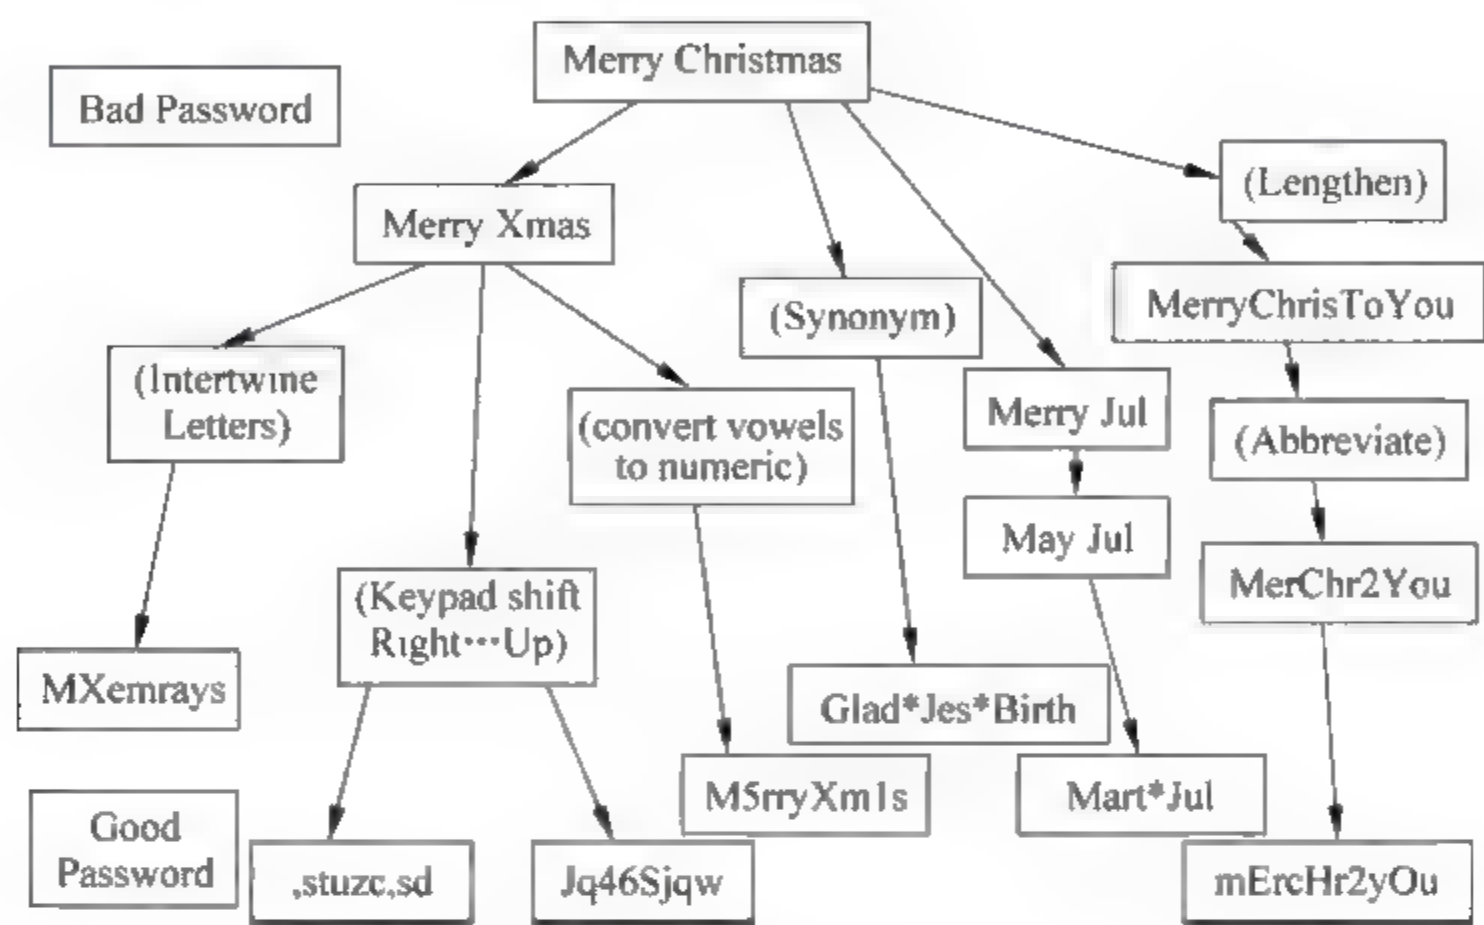 Merry Christmas
Bad Password
(Lengthen)
Merry Xmas
MerryChrisToYou
(Synonym)
(Intertwine
Letters)
Merry Jul
(convert vowels
to numeric)
(Abbreviate)
May Jul
MerChr2You
(Keypad shift
Right···Up)
MXemrays
Glad*Jes*Birth
M5rryXm1s
Mart*Jul
Good
Password
,stuzc,sd
Jq46Sjqw
mErcHr2yOu